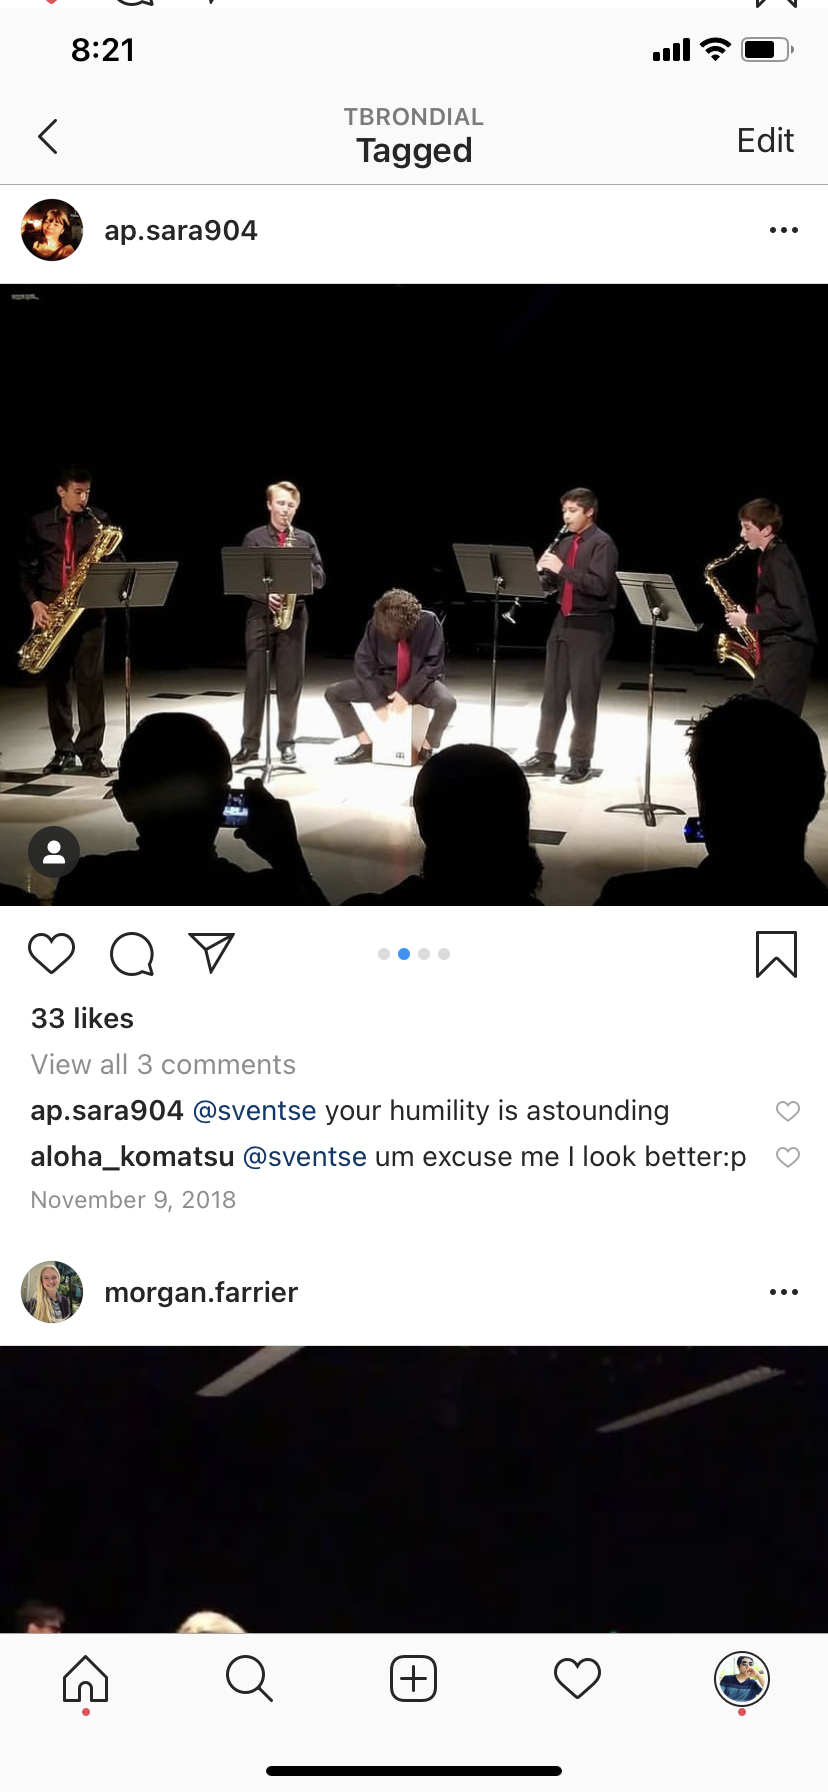 8:21
TBRONDIAL
Tagged
Edit
ap.sara904
33 likes
View all 3 comments
ap.sara904 @sventse your humility is astounding
aloha_komatsu @sventse um excuse me I look better:p
November 9, 2018
morgan.farrier